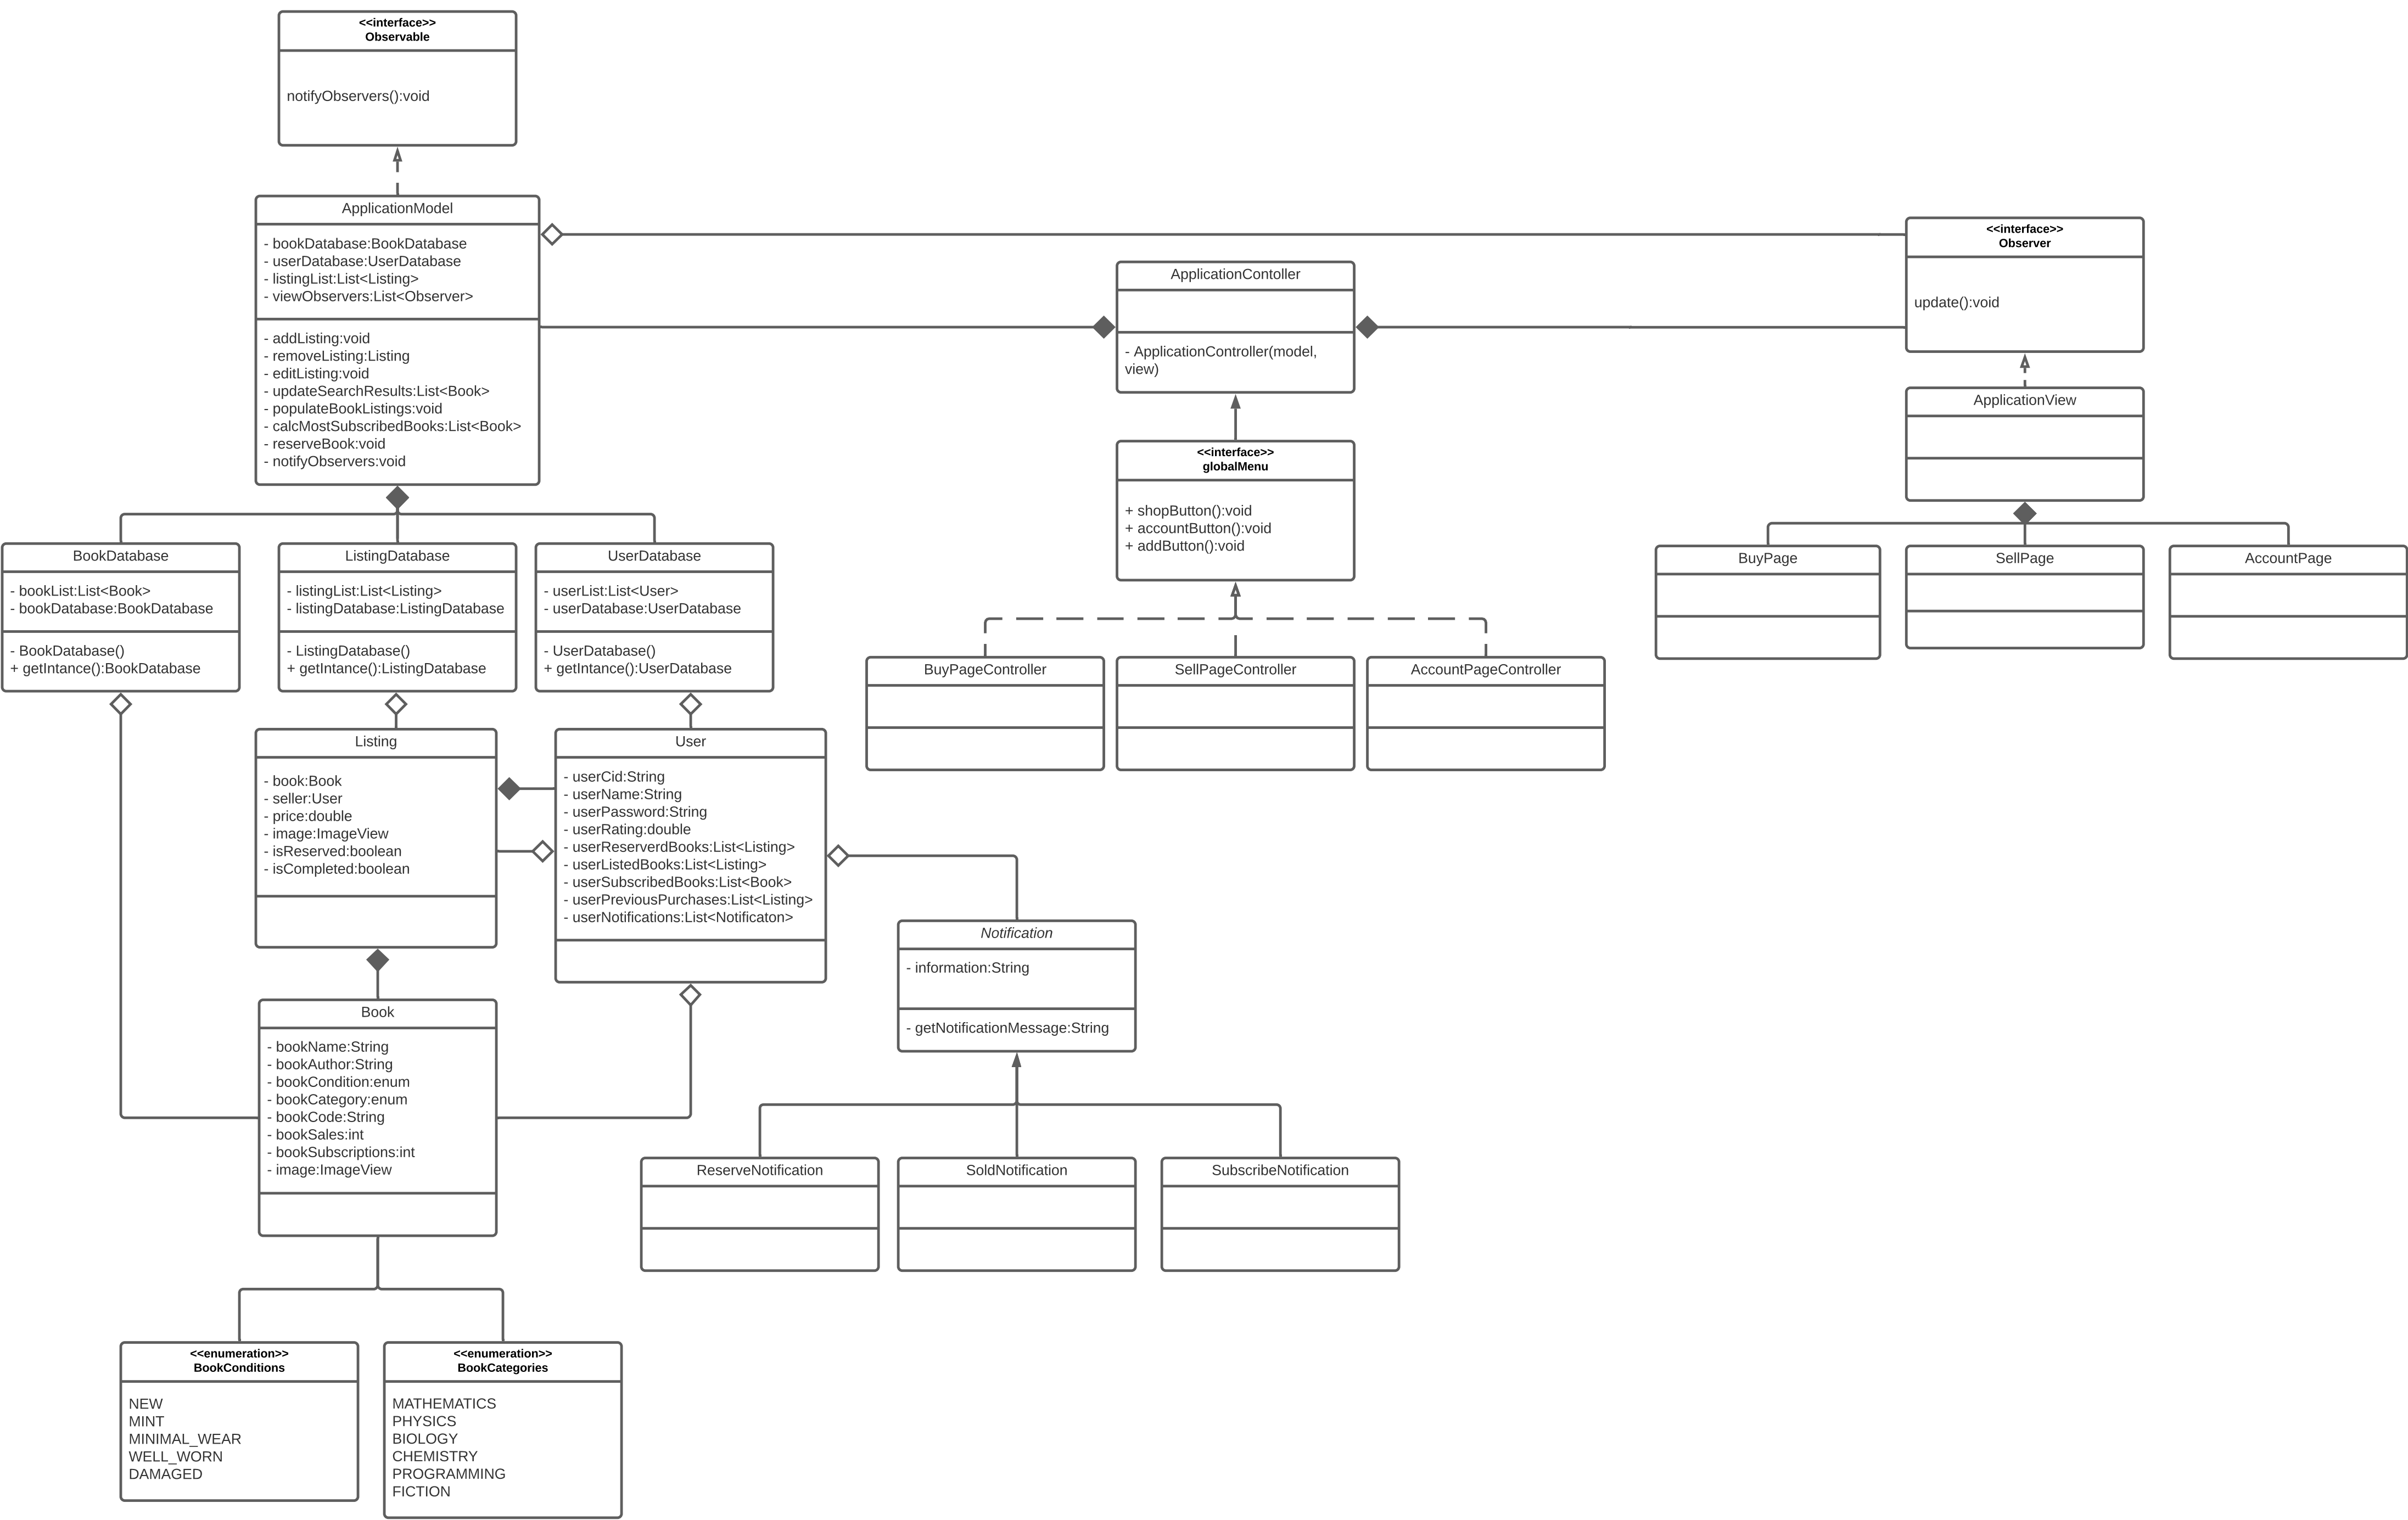 <<interface>>
Observable
notifyObservers():void
ApplicationModel
- bookDatabase:BookDatabase
- userDatabase:UserDatabase
- listingList:List<Listing>
- viewObservers:List<Observer>
- addListing:void
- removeListing:Listing
- editListing:void
- updateSearchResults:List<Book>
- populateBookListings:void
- calcMostSubscribedBooks:List<Book>
- reserveBook:void
- notifyObservers:void
<<interface>>
Observer
update():void
ApplicationContoller
- ApplicationController(model,
view)
ApplicationView
<<interface>>
globalMenu
+ shopButton():void
+ accountButton():void
+ addButton():void
BookDatabase
- bookList:List<Book>
- bookDatabase:BookDatabase
- BookDatabase()
+ getIntance():BookDatabase
ListingDatabase
- listingList:List<Listing>
- listingDatabase:ListingDatabase
- ListingDatabase()
+ getIntance():ListingDatabase
UserDatabase
- userList:List<User>
- userDatabase:UserDatabase
- UserDatabase()
+ getIntance():UserDatabase
BuyPage
SellPage
AccountPage
BuyPageController
SellPageController
AccountPageController
Listing
- book:Book
- seller:User
- price:double
- image:ImageView
- isReserved:boolean
- isCompleted:boolean
User
- userCid:String
- userName:String
- userPassword:String
- userRating:double
- userReserverdBooks:List<Listing>
- userListedBooks:List<Listing>
- userSubscribedBooks:List<Book>
- userPreviousPurchases:List<Listing>
- userNotifications:List<Notificaton>
Notification
- information:String
- getNotificationMessage:String
Book
- bookName:String
- bookAuthor:String
- bookCondition:enum
- bookCategory:enum
- bookCode:String
- bookSales:int
- bookSubscriptions:int
- image:ImageView
ReserveNotification
SoldNotification
SubscribeNotification
<<enumeration>>
BookConditions
NEW
MINT
MINIMAL_WEAR
WELL_WORN
DAMAGED
<<enumeration>>
BookCategories
MATHEMATICS
PHYSICS
BIOLOGY
CHEMISTRY
PROGRAMMING
FICTION